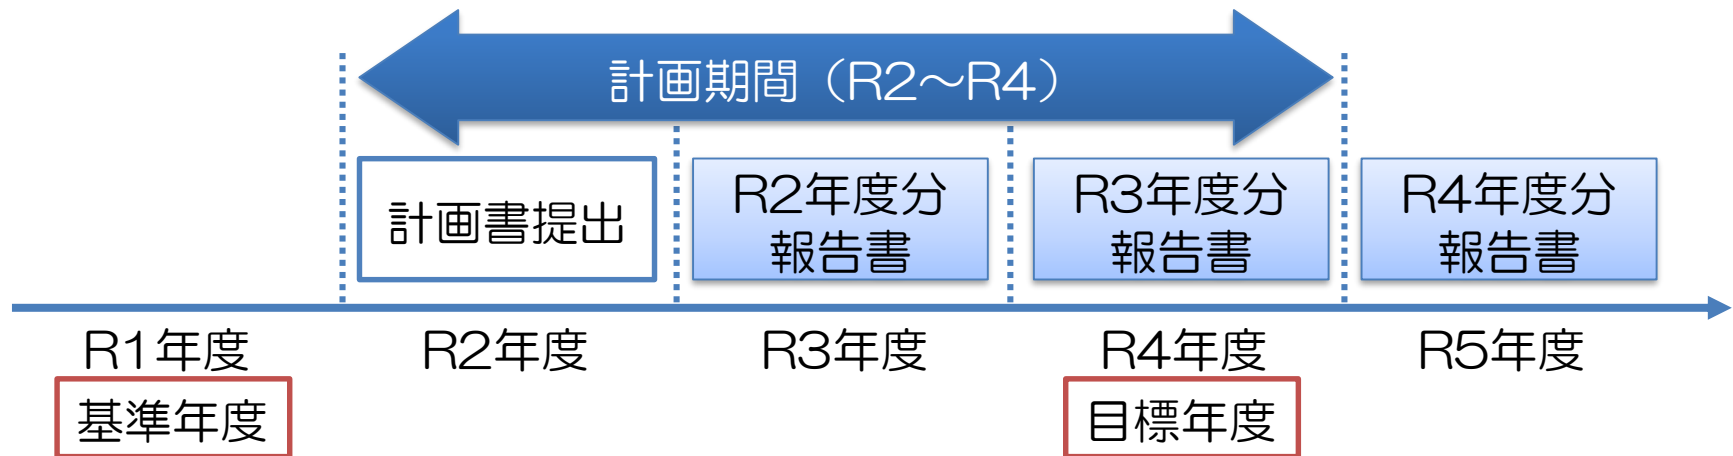 計画期間（R2～R4）
計画書提出
R2年度分
報告書
R3年度分
報告書
R4年度分
報告書
R1年度
R2年度
R3年度
R4年度
R5年度
基準年度
目標年度